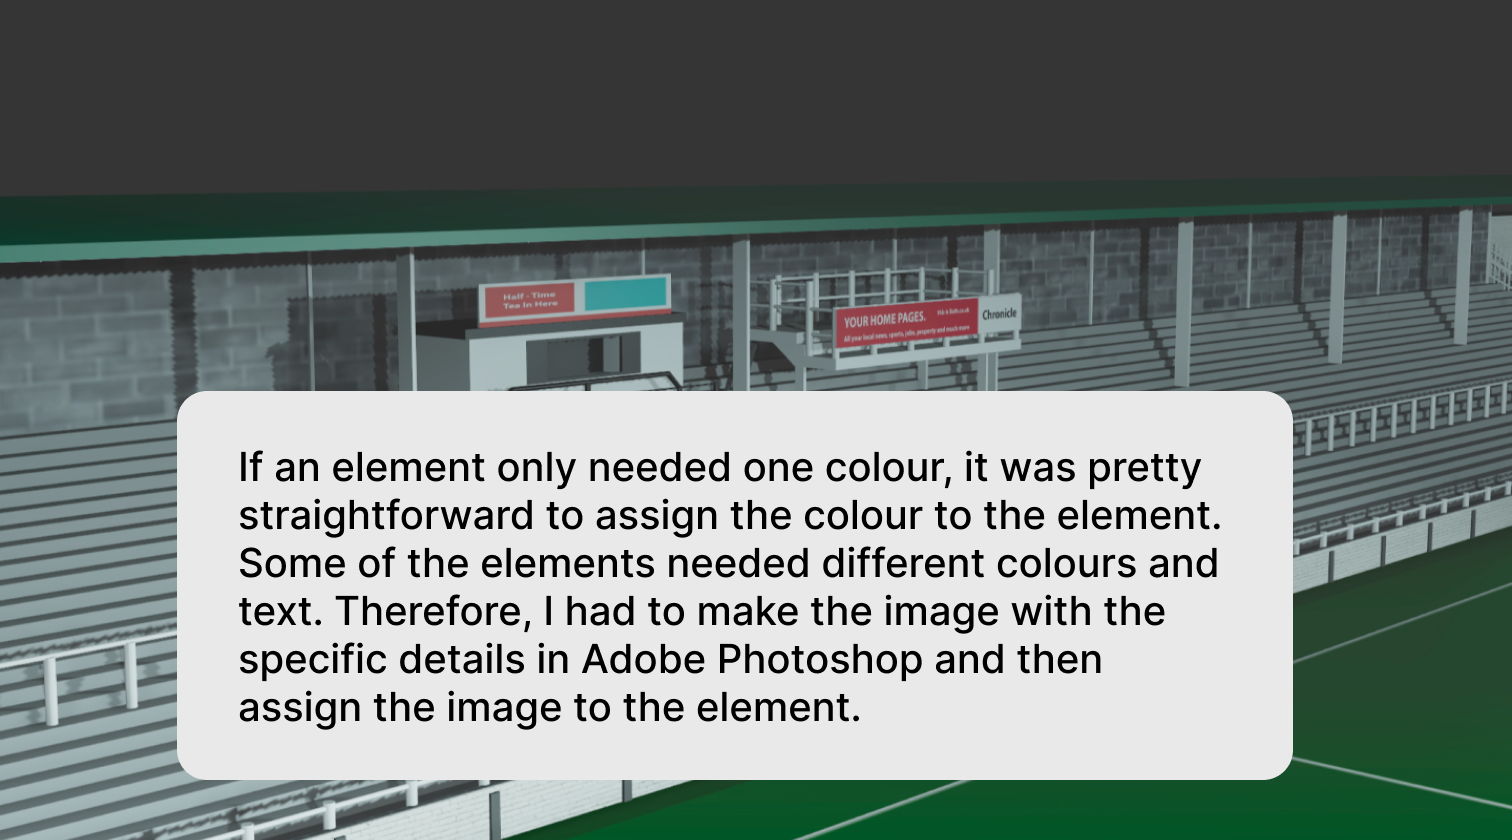 Half - Time
Tea In Here
YOUR HOME PAGES.
All your local news, sports, jobs, property and much more
Chronicle
If an element only needed one colour, it was pretty
straightforward to assign the colour to the element.
Some of the elements needed different colours and
text. Therefore, I had to make the image with the
specific details in Adobe Photoshop and then
assign the image to the element.